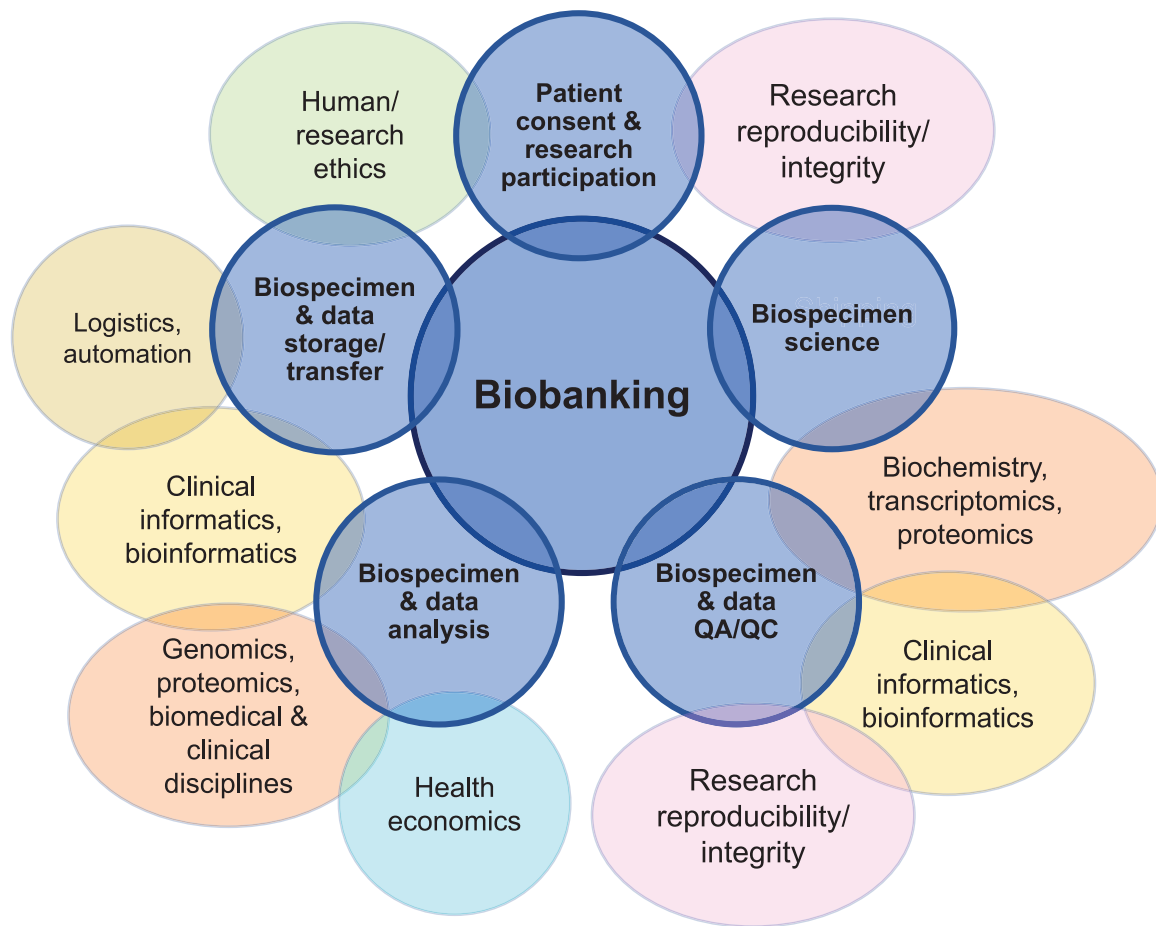 Human/
research
ethics
Patient
consent &
research
participation
Research
reproducibility/
integrity
Logistics,
automation
Biospecimen
& data
storage/
transfer
Biobanking
Biospecimen
science
Clinical
informatics,
bioinformatics
Biochemistry,
transcriptomics,
proteomics
Biospecimen
& data
analysis
Biospecimen
& data
QA/QC
Genomics,
proteomics,
biomedical &
clinical
disciplines
Clinical
informatics,
bioinformatics
Health
economics
Research
reproducibility/
integrity